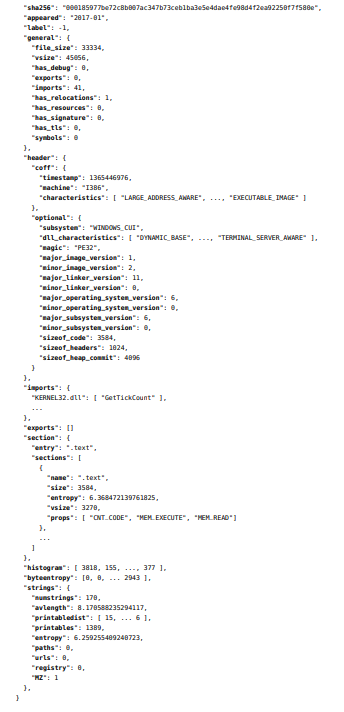 "sha256": "000185977be72c8b007ac347b73ceb1ba3e5e4dae4fe98d4f2ea92250f7f580e",
"appeared": "2017-01",
"label": -1,
"general": {
"file_size": 33334,
"vsize": 45056,
"has_debug": 0,
"exports": 0,
"imports": 41,
"has_relocations": 1,
"has_resources": 0,
"has_signature": 0,
"has_tls": 0,
"symbols": 0
},
"header": {
"coff": {
"timestamp": 1365446976,
"machine": "I386",
"characteristics": [ "LARGE_ADDRESS_AWARE", ..., "EXECUTABLE_IMAGE" ]
},
"optional": {
"subsystem": "WINDOWS_CUI",
"dll_characteristics": [ "DYNAMIC_BASE", ..., "TERMINAL_SERVER_AWARE" ],
"magic": "PE32",
"major_image_version": 1,
"minor_image_version": 2,
"major_linker_version": 11,
"minor_linker_version": 0,
"major_operating_system_version": 6,
"minor_operating_system_version": 0,
"major_subsystem_version": 6,
"minor_subsystem_version": 0,
"sizeof_code": 3584,
"sizeof_headers": 1024,
"sizeof_heap_commit": 4096
}
},
"imports": {
"KERNEL32.dll": [ "GetTickCount" ],
...
},
"exports": []
"section": {
"entry": ".text",
"sections": [
{
"name": ".text",
"size": 3584,
"entropy": 6.368472139761825,
"vsize": 3270,
"props": [ "CNT_CODE", "MEM_EXECUTE", "MEM_READ"]
},
...
]
},
"histogram": [ 3818, 155, ..., 377 ],
"byteentropy": [0, 0, ... 2943 ],
"strings": {
"numstrings": 170,
"avlength": 8.170588235294117,
"printabledist": [ 15, ... 6 ],
"printables": 1389,
"entropy": 6.259255409240723,
"paths": 0,
"urls": 0,
"registry": 0,
"MZ": 1
},
}